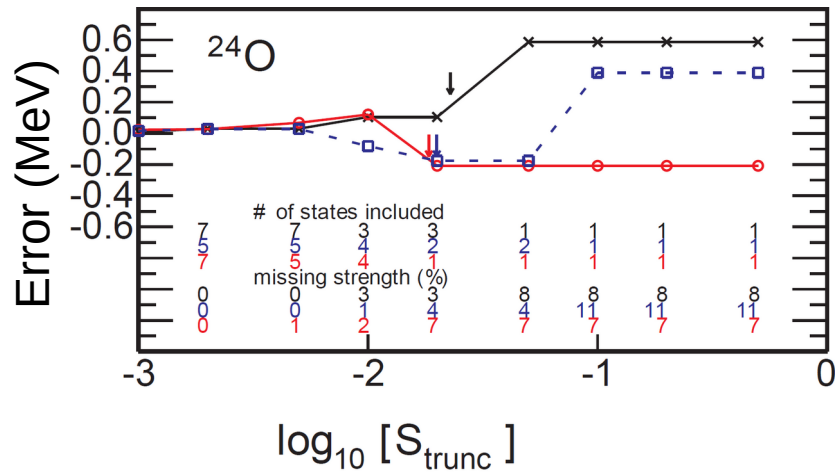 0.6
0.4
0.2
0.0
-0.2
-0.4
-0.6
Error (MeV)
24O
# of states included
7 7 3 3 1 1 1 1
5 5 4 2 2 1 1 1
7 5 4 1 1 1 1 1
missing strength (%)
0 0 3 3 8 8 8 8
0 0 1 4 4 11 11 11
0 1 2 7 7 7 7 7
-3 -2 -1 0
log10 [Strunc ]